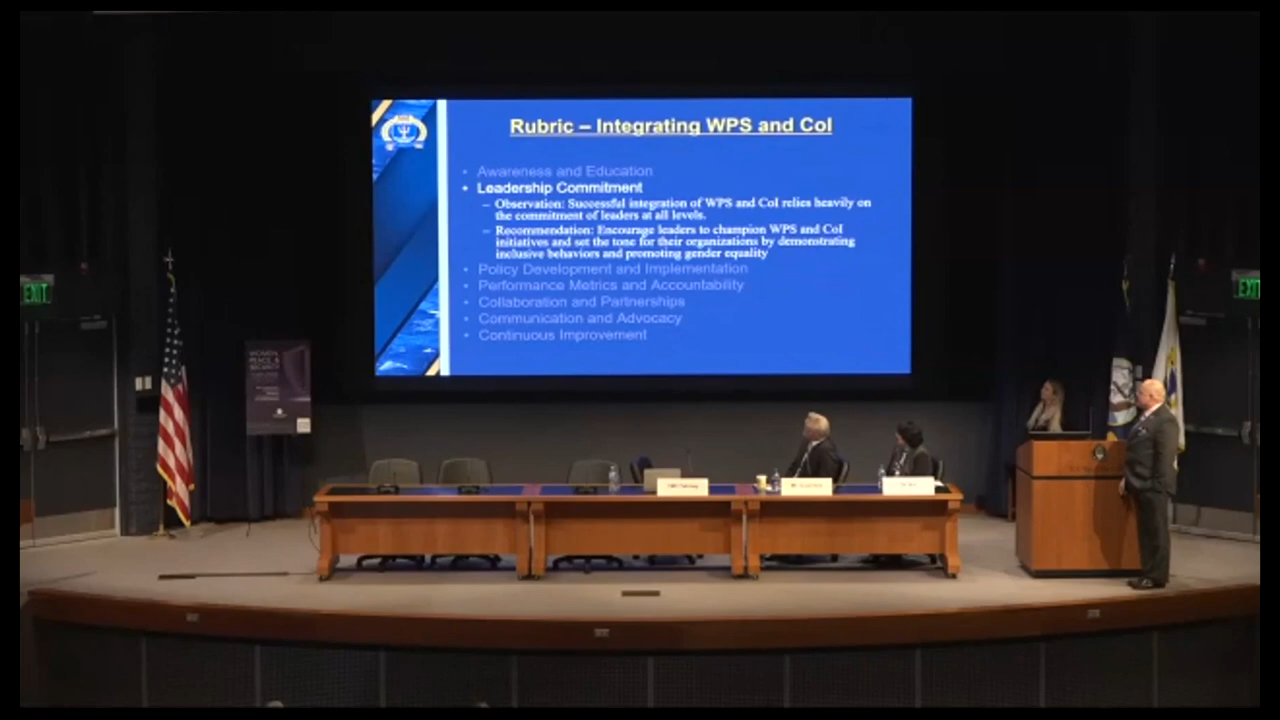 Rubric – Integrating WPS and CoI
• Awareness and Education
• Leadership Commitment
– Observation: Successful integration of WPS and CoI relies heavily on
the commitment of leaders at all levels.
– Recommendation: Encourage leaders to champion WPS and CoI
initiatives and set the tone for their organizations by demonstrating
inclusive behaviors and promoting gender equality
• Policy Development and Implementation
• Performance Metrics and Accountability
• Collaboration and Partnerships
• Communication and Advocacy
• Continuous Improvement
EXIT
EXIT
WOMEN,
PEACE &
SECURITY